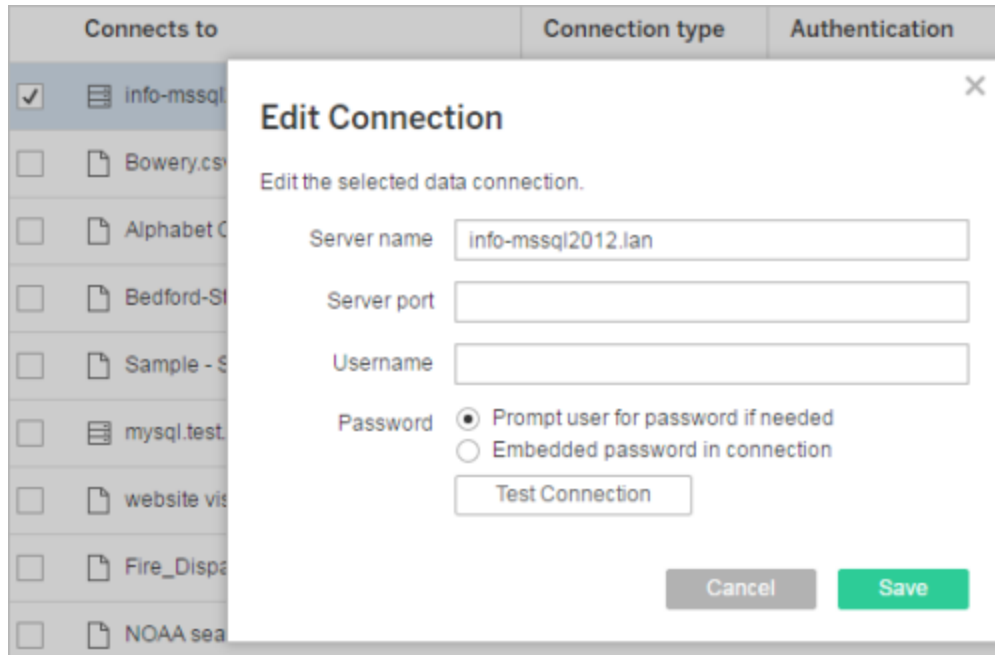 Connects to Connection type Authentication
info-mssql
Edit Connection
Bowery.csv
Edit the selected data connection.
Alphabet
Server name info-mssql2012.lan
Bedford-St
Server port
Sample - S
Username
mysql.test.
Password Prompt user for password if needed
Embedded password in connection
website vis
Test Connection
Fire_Dispa
Cancel Save
NOAA sea